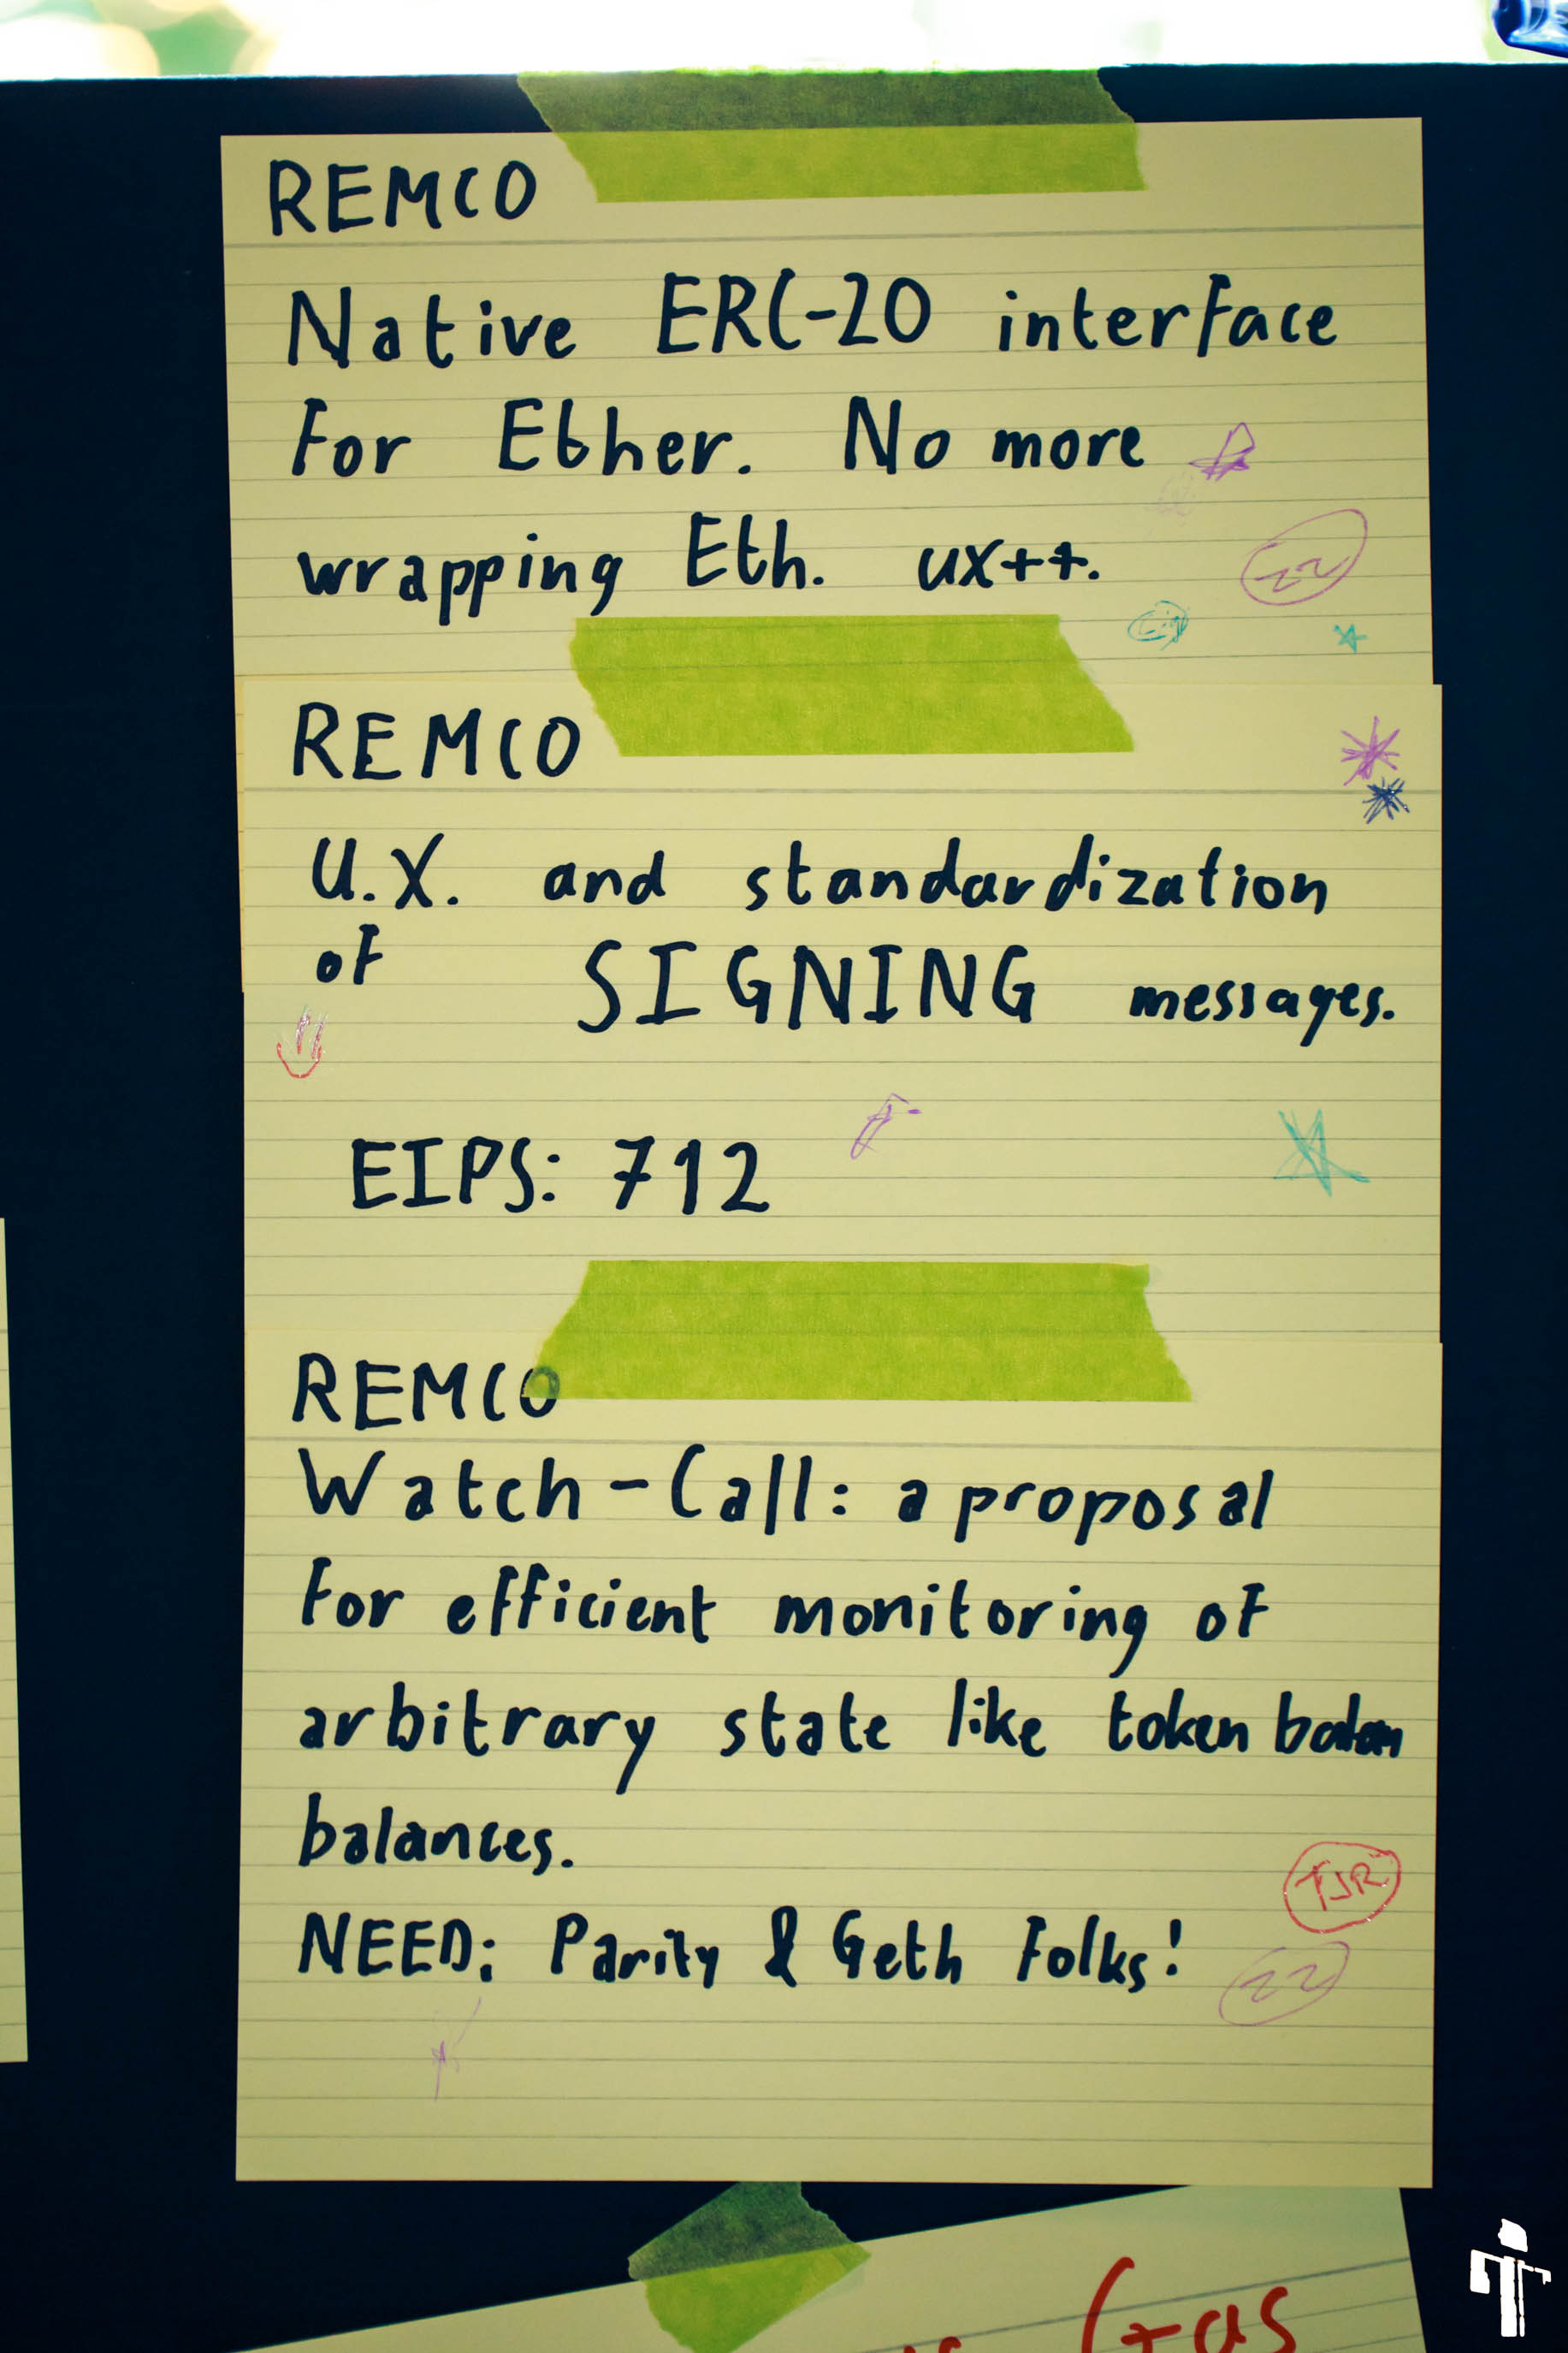 REMCO
Native ERC-20 interface
for Ether. No more
wrapping Eth. ux++.
REMCO
U.X. and standardization
of SIGNING messages.
EIPS: 712
REMCO
Watch-Call: a proposal
for efficient monitoring of
arbitrary state like token
balances.
TJR
NEED: Parity & Geth Folks!
Gas